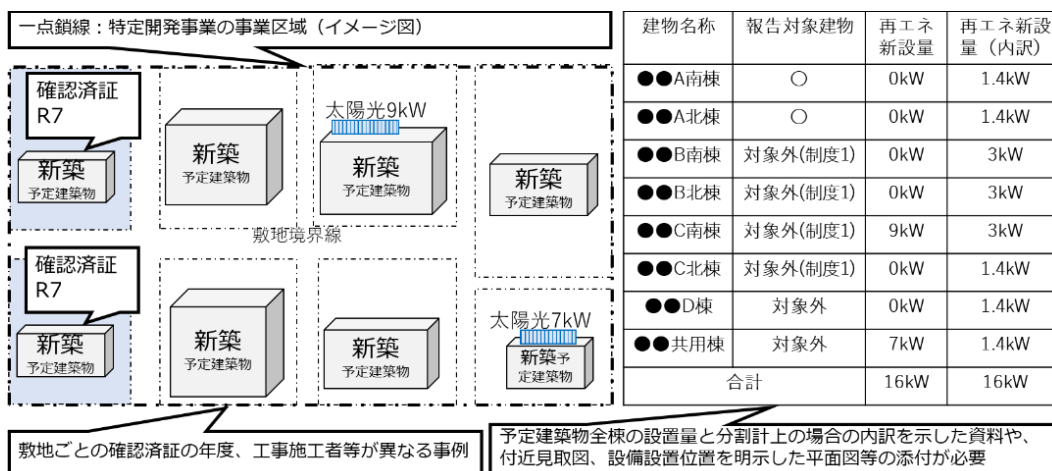 一点鎖線：特定開発事業の事業区域（イメージ図）
確認済証
R7
新築
予定建築物
新築
予定建築物
太陽光9kW
新築
予定建築物
新築
予定建築物
敷地境界線
確認済証
R7
新築
予定建築物
新築
予定建築物
新築
予定建築物
太陽光7kW
新築予
定建築物
敷地ごとの確認済証の年度、工事施工者等が異なる事例
建物名称 報告対象建物 再エネ新設量 再エネ新設量（内訳）
●●A南棟 〇 0kW 1.4kW
●●A北棟 〇 0kW 1.4kW
●●B南棟 対象外(制度1) 0kW 3kW
●●B北棟 対象外(制度1) 0kW 3kW
●●C南棟 対象外(制度1) 9kW 3kW
●●C北棟 対象外(制度1) 0kW 1.4kW
●●D棟 対象外 0kW 1.4kW
●●共用棟 対象外 7kW 1.4kW
合計 16kW 16kW
予定建築物全棟の設置量と分割計上の場合の内訳を示した資料や、
付近見取図、設備設置位置を明示した平面図等の添付が必要